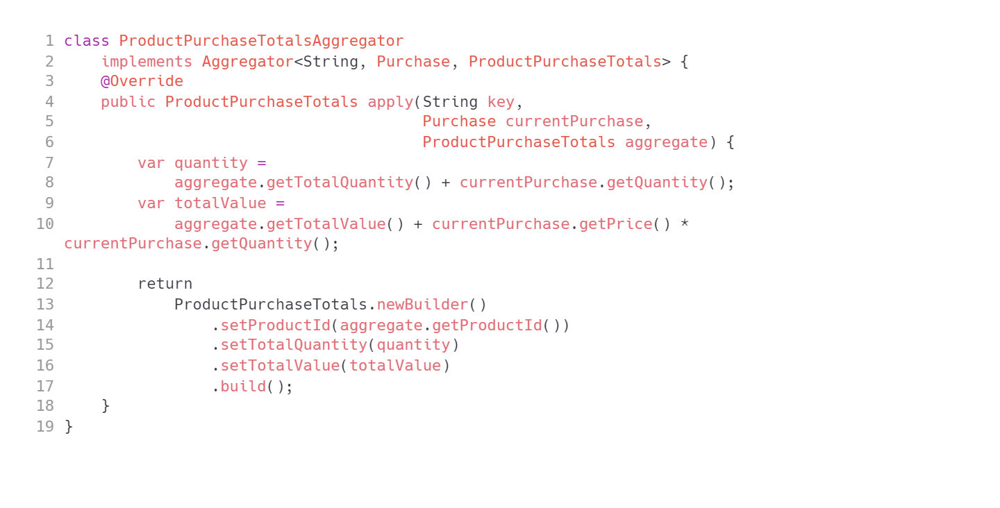 1 class ProductPurchaseTotalsAggregator
2     implements Aggregator<String, Purchase, ProductPurchaseTotals> {
3     @Override
4     public ProductPurchaseTotals apply(String key,
5                                        Purchase currentPurchase,
6                                        ProductPurchaseTotals aggregate) {
7         var quantity =
8             aggregate.getTotalQuantity() + currentPurchase.getQuantity();
9         var totalValue =
10             aggregate.getTotalValue() + currentPurchase.getPrice() *
currentPurchase.getQuantity();
11
12         return
13             ProductPurchaseTotals.newBuilder()
14                 .setProductId(aggregate.getProductId())
15                 .setTotalQuantity(quantity)
16                 .setTotalValue(totalValue)
17                 .build();
18     }
19 }